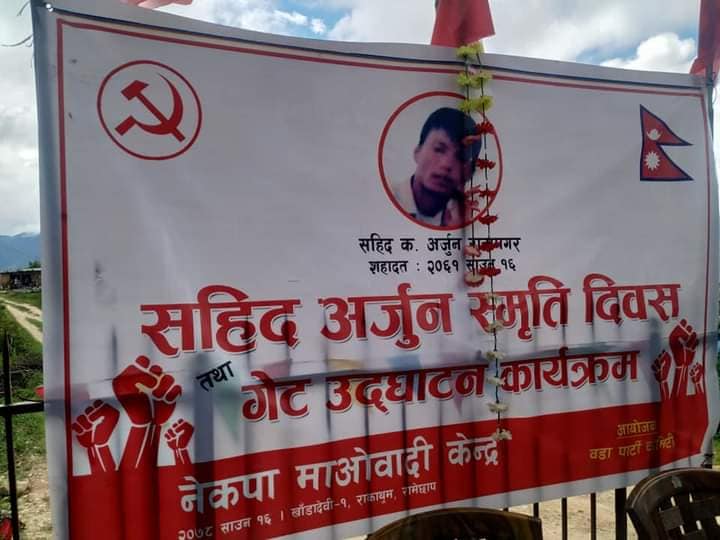 सहिद क. अर्जुन
शहादत : २०६१ साउन १६
सहिद अर्जुन स्मृति दिवस
तथा
गेट उद्घाटन कार्यक्रम
आयोजक
वडा पार्टी कमिटी
नेकपा माओवादी केन्द्र
२०७८ साउन १६ । खाँडादेवी-१, राकाथुम, रामेछाप